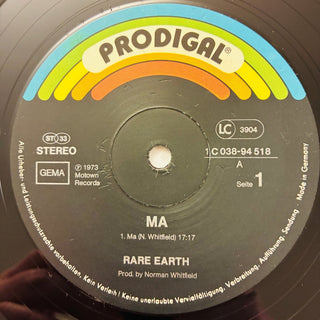 PRODIGAL®
ST 33
STEREO
GEMA
℗ 1973
Motown
Records
LC 3904
1C 038-94 518
A
Seite 1
MA
1. Ma (N. Whitfield) 17:17
RARE EARTH
Prod. by Norman Whitfield
Alle Urheber- und Leistungsschutzrechte vorbehalten. Kein Verleih! Keine unerlaubte Vervielfältigung, Verbreitung, Aufführung, Sendung. Made in Germany